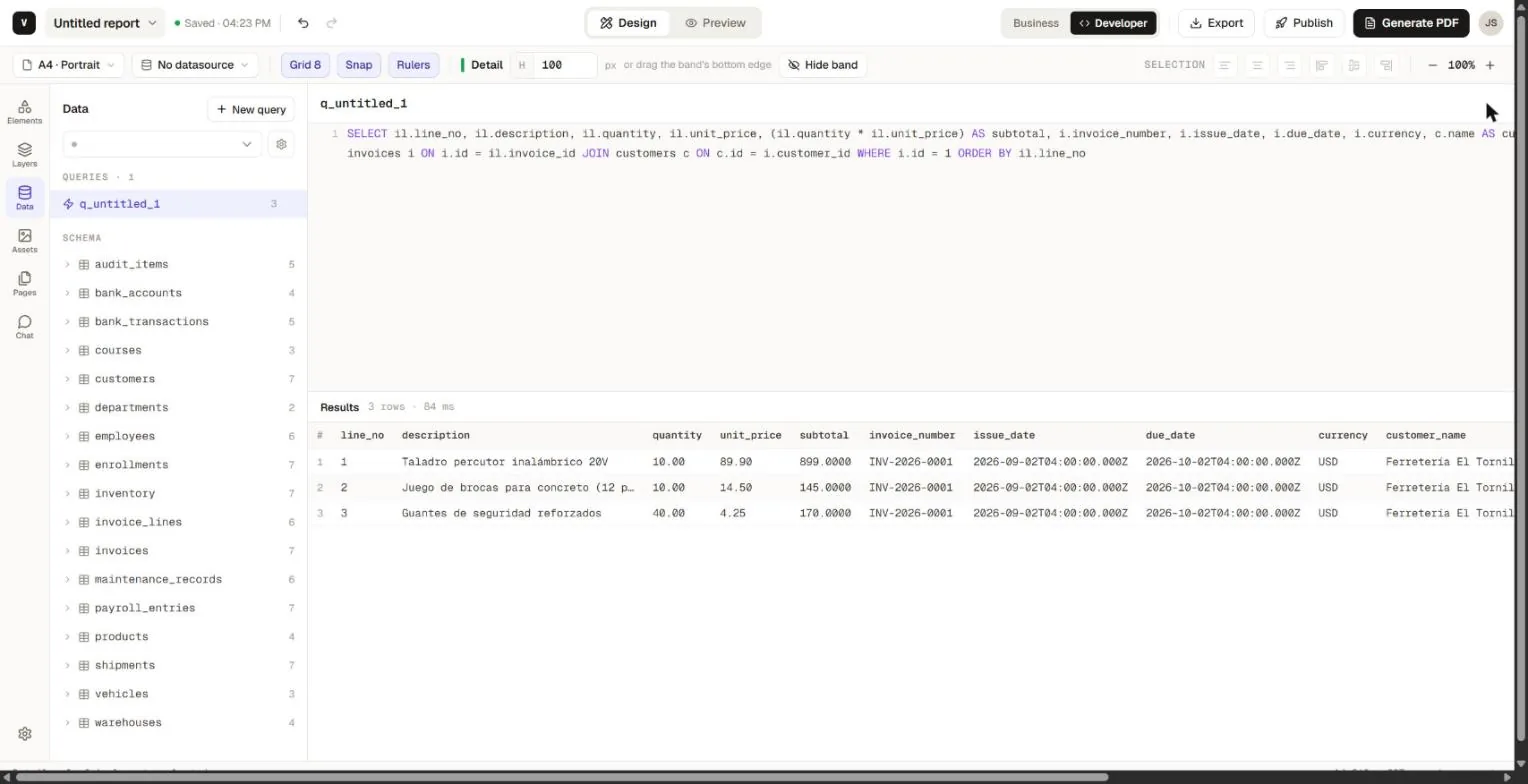 V Untitled report Saved · 04:23 PM Design Preview Business Developer Export Publish Generate PDF JS
A4 · Portrait No datasource Grid 8 Snap Rulers Detail H 100 px or drag the band's bottom edge Hide band SELECTION 100%
Elements
Layers
Data
Assets
Pages
Chat
Data New query
QUERIES · 1
q_untitled_1 3
SCHEMA
audit_items 5
bank_accounts 4
bank_transactions 5
courses 3
customers 7
departments 2
employees 6
enrollments 7
inventory 7
invoice_lines 6
invoices 7
maintenance_records 6
payroll_entries 7
products 4
shipments 7
vehicles 3
warehouses 4
q_untitled_1
1 SELECT il.line_no, il.description, il.quantity, il.unit_price, (il.quantity * il.unit_price) AS subtotal, i.invoice_number, i.issue_date, i.due_date, i.currency, c.name AS cu
invoices i ON i.id = il.invoice_id JOIN customers c ON c.id = i.customer_id WHERE i.id = 1 ORDER BY il.line_no
Results 3 rows · 84 ms
# line_no description quantity unit_price subtotal invoice_number issue_date due_date currency customer_name
1 1 Taladro percutor inalámbrico 20V 10.00 89.90 899.0000 INV-2026-0001 2026-09-02T04:00:00.000Z 2026-10-02T04:00:00.000Z USD Ferretería El Tornil
2 2 Juego de brocas para concreto (12 p… 10.00 14.50 145.0000 INV-2026-0001 2026-09-02T04:00:00.000Z 2026-10-02T04:00:00.000Z USD Ferretería El Tornil
3 3 Guantes de seguridad reforzados 40.00 4.25 170.0000 INV-2026-0001 2026-09-02T04:00:00.000Z 2026-10-02T04:00:00.000Z USD Ferretería El Tornil